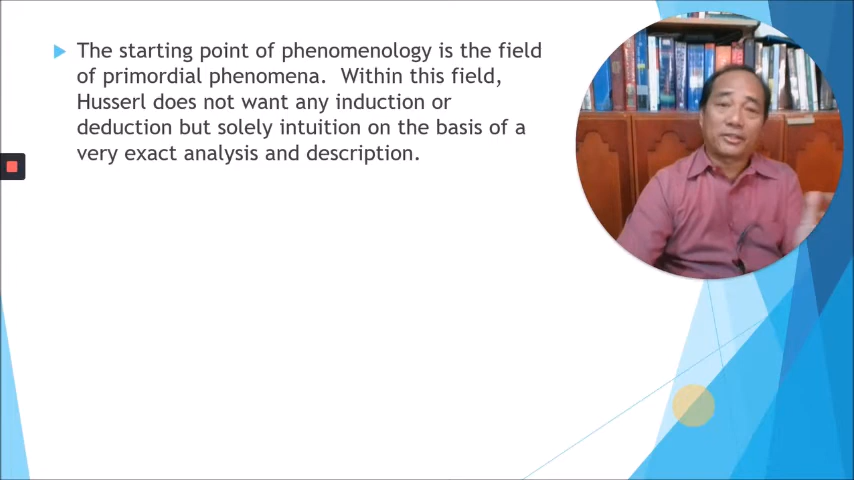 The starting point of phenomenology is the field
of primordial phenomena.  Within this field,
Husserl does not want any induction or
deduction but solely intuition on the basis of a
very exact analysis and description.